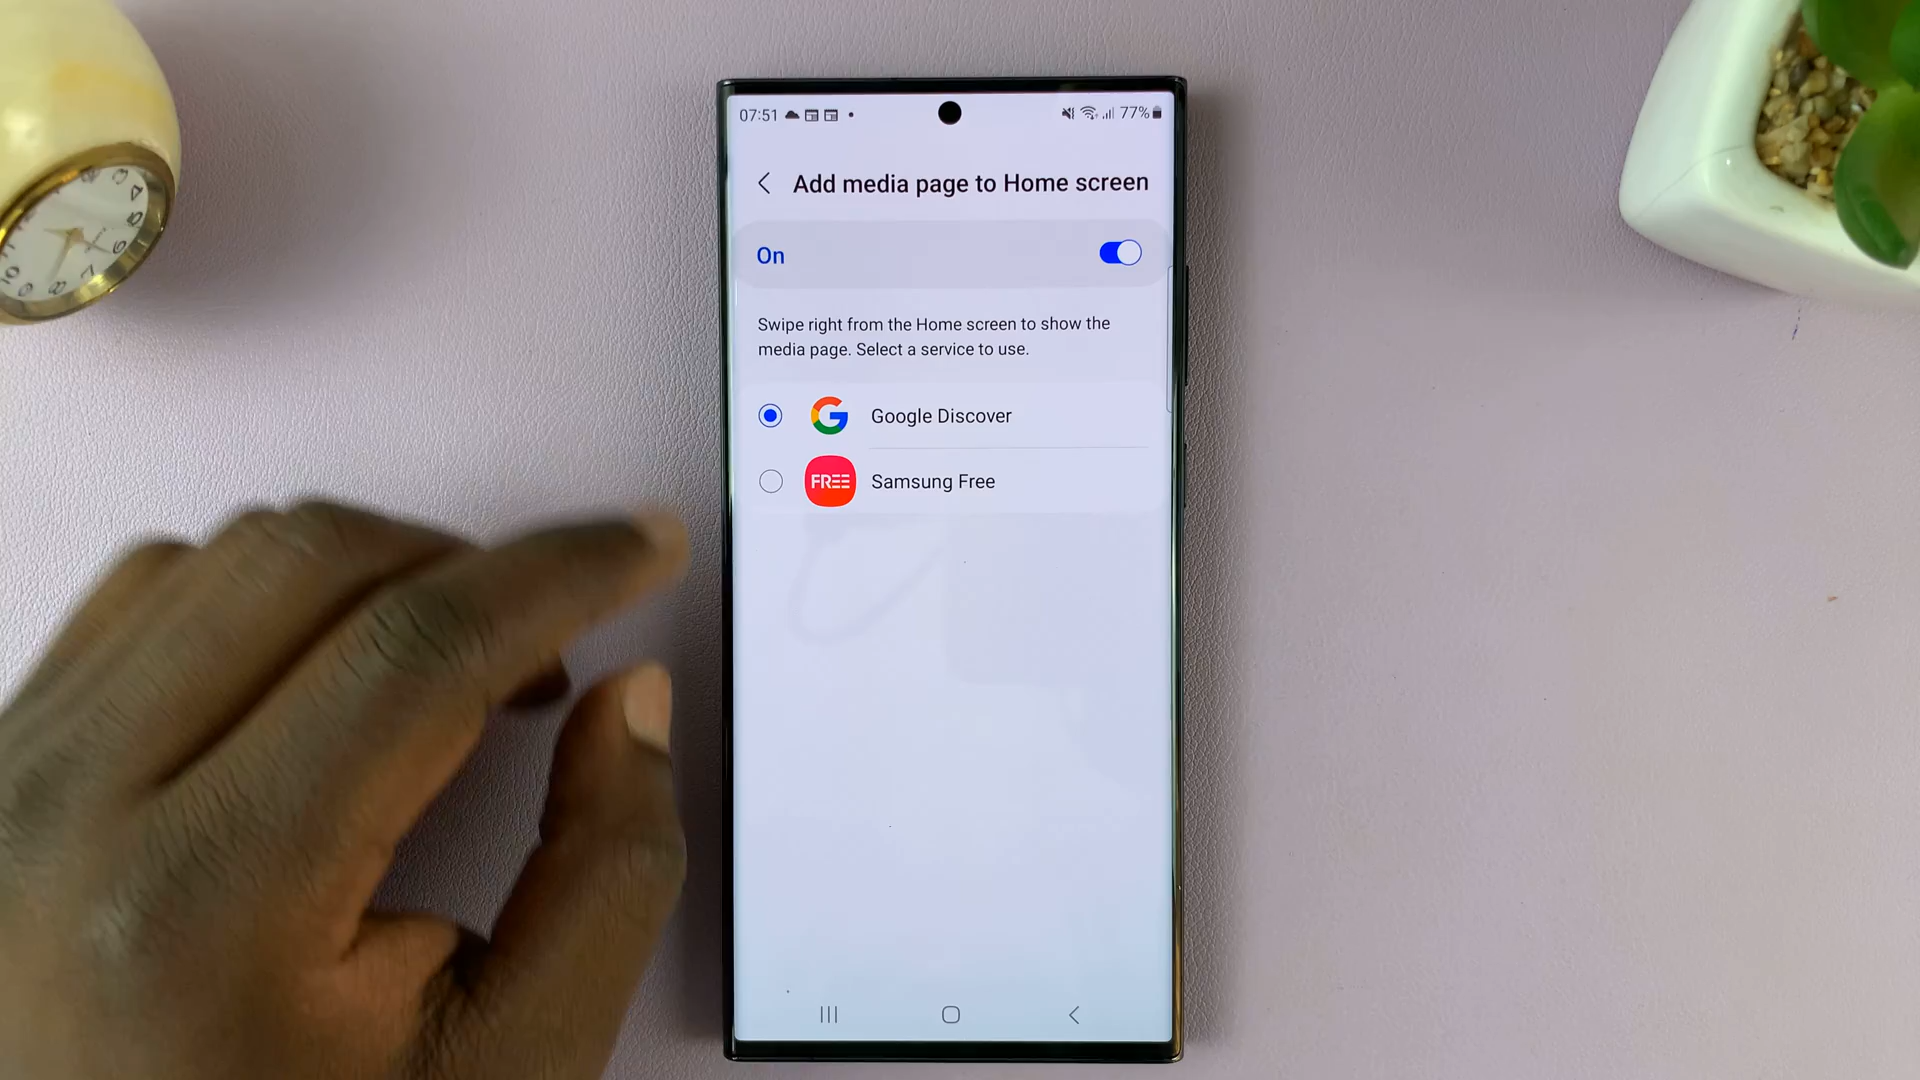 07:51
77%
Add media page to Home screen
On
Swipe right from the Home screen to show the
media page. Select a service to use.
Google Discover
FREE
Samsung Free